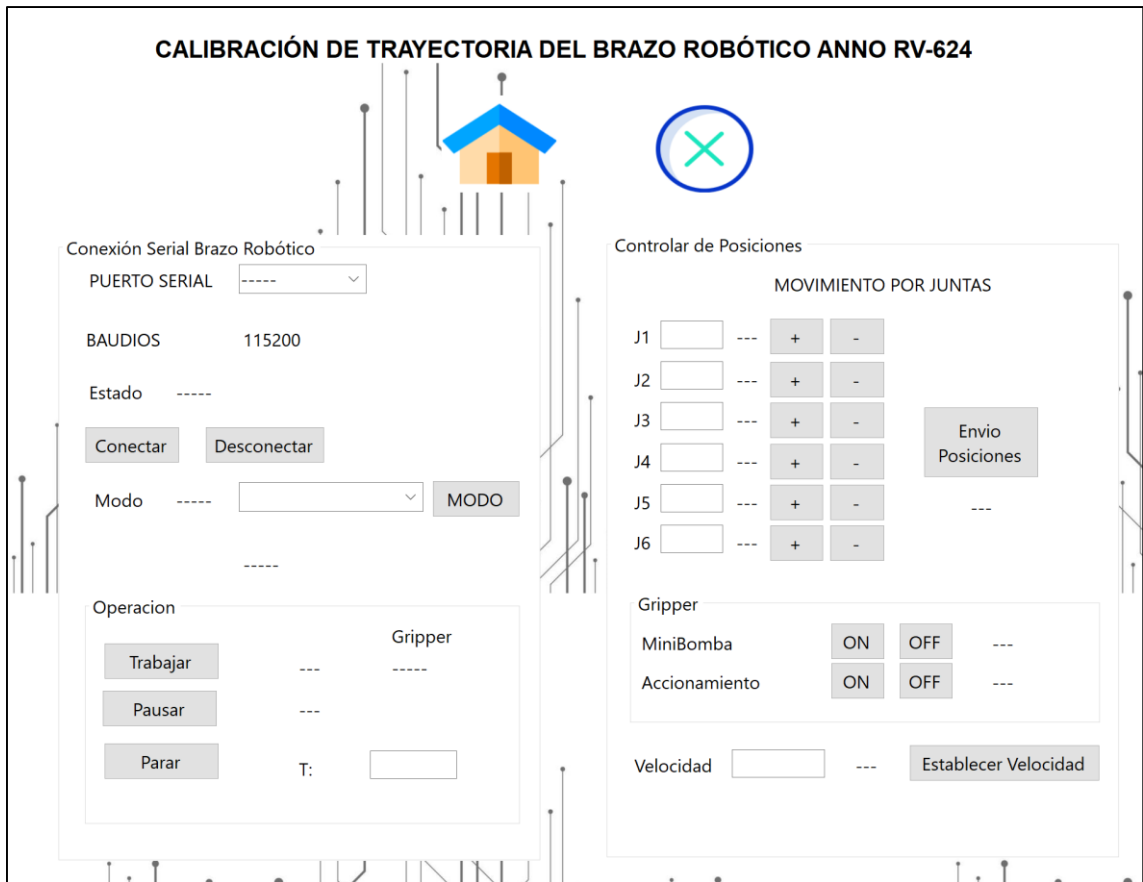 CALIBRACIÓN DE TRAYECTORIA DEL BRAZO ROBÓTICO ANNO RV-624
Conexión Serial Brazo Robótico
PUERTO SERIAL -----
BAUDIOS 115200
Estado -----
Conectar Desconectar
Modo ----- MODO
-----
Operacion
Gripper
Trabajar --- -----
Pausar ---
Parar T:
Controlar de Posiciones
MOVIMIENTO POR JUNTAS
J1 --- + -
J2 --- + -
J3 --- + -
J4 --- + -
J5 --- + -
J6 --- + -
Envio
Posiciones
---
Gripper
MiniBomba ON OFF ---
Accionamiento ON OFF ---
Velocidad --- Establecer Velocidad